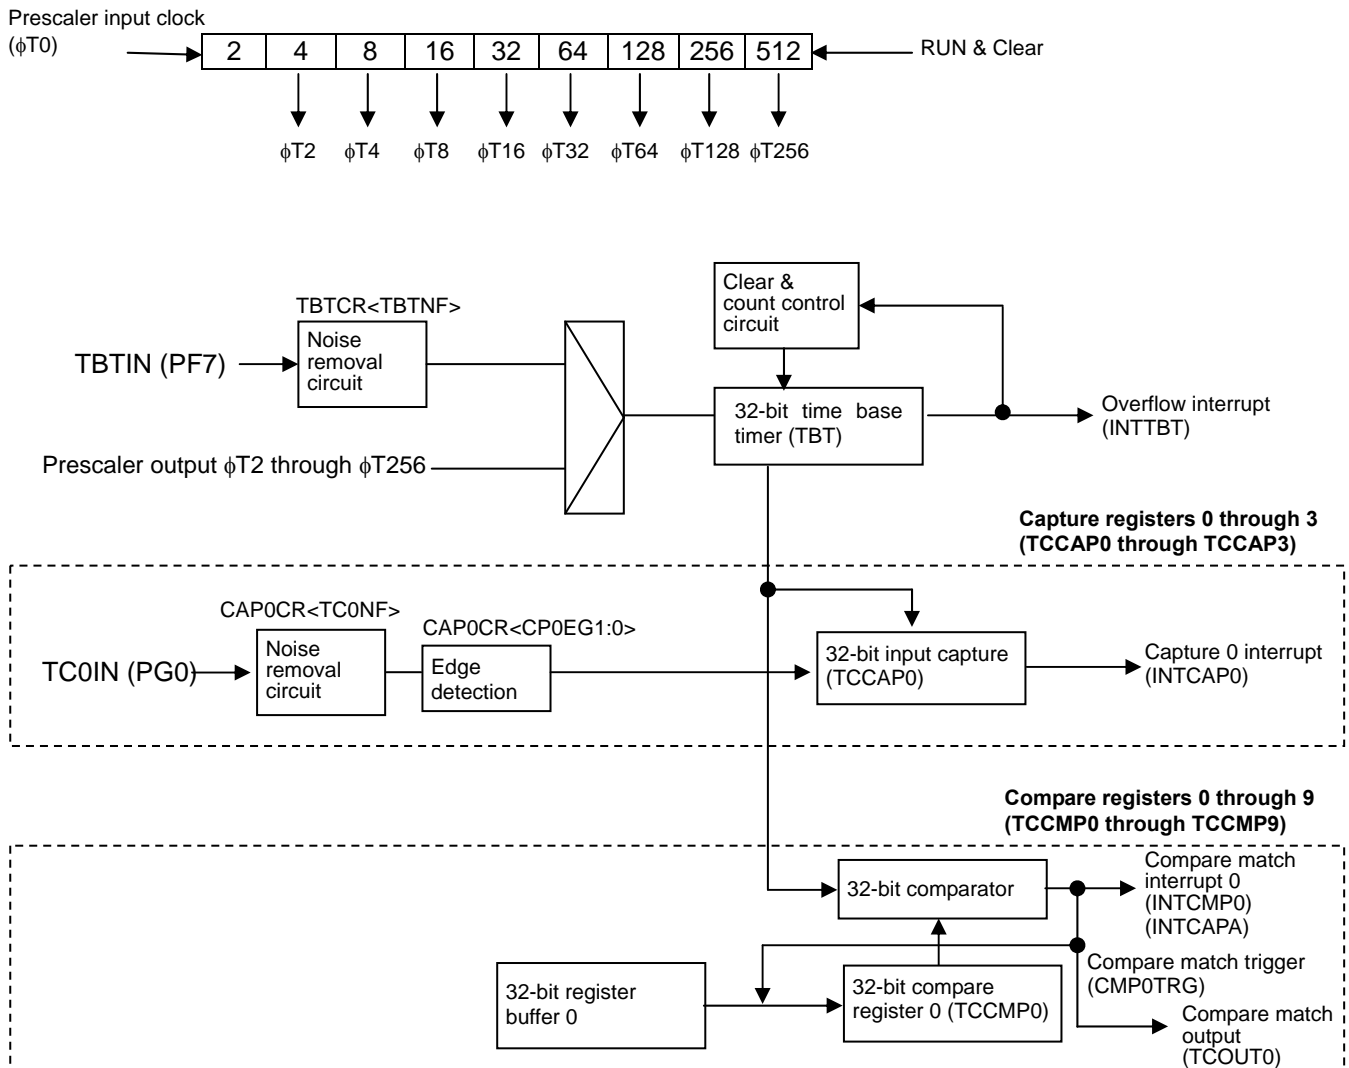 Prescaler input clock
(ϕT0)
2 4 8 16 32 64 128 256 512
RUN & Clear
ϕT2 ϕT4 ϕT8 ϕT16 ϕT32 ϕT64 ϕT128 ϕT256
Clear &
count control
circuit
TBTCR<TBTNF>
Noise
removal
circuit
TBTIN (PF7)
32-bit time base
timer (TBT)
Overflow interrupt
(INTTBT)
Prescaler output ϕT2 through ϕT256
Capture registers 0 through 3
(TCCAP0 through TCCAP3)
CAP0CR<TC0NF>
CAP0CR<CP0EG1:0>
TC0IN (PG0)
Noise
removal
circuit
Edge
detection
32-bit input capture
(TCCAP0)
Capture 0 interrupt
(INTCAP0)
Compare registers 0 through 9
(TCCMP0 through TCCMP9)
32-bit comparator
Compare match
interrupt 0
(INTCMP0)
(INTCAPA)
Compare match trigger
(CMP0TRG)
32-bit register
buffer 0
32-bit compare
register 0 (TCCMP0)
Compare match
output
(TCOUT0)